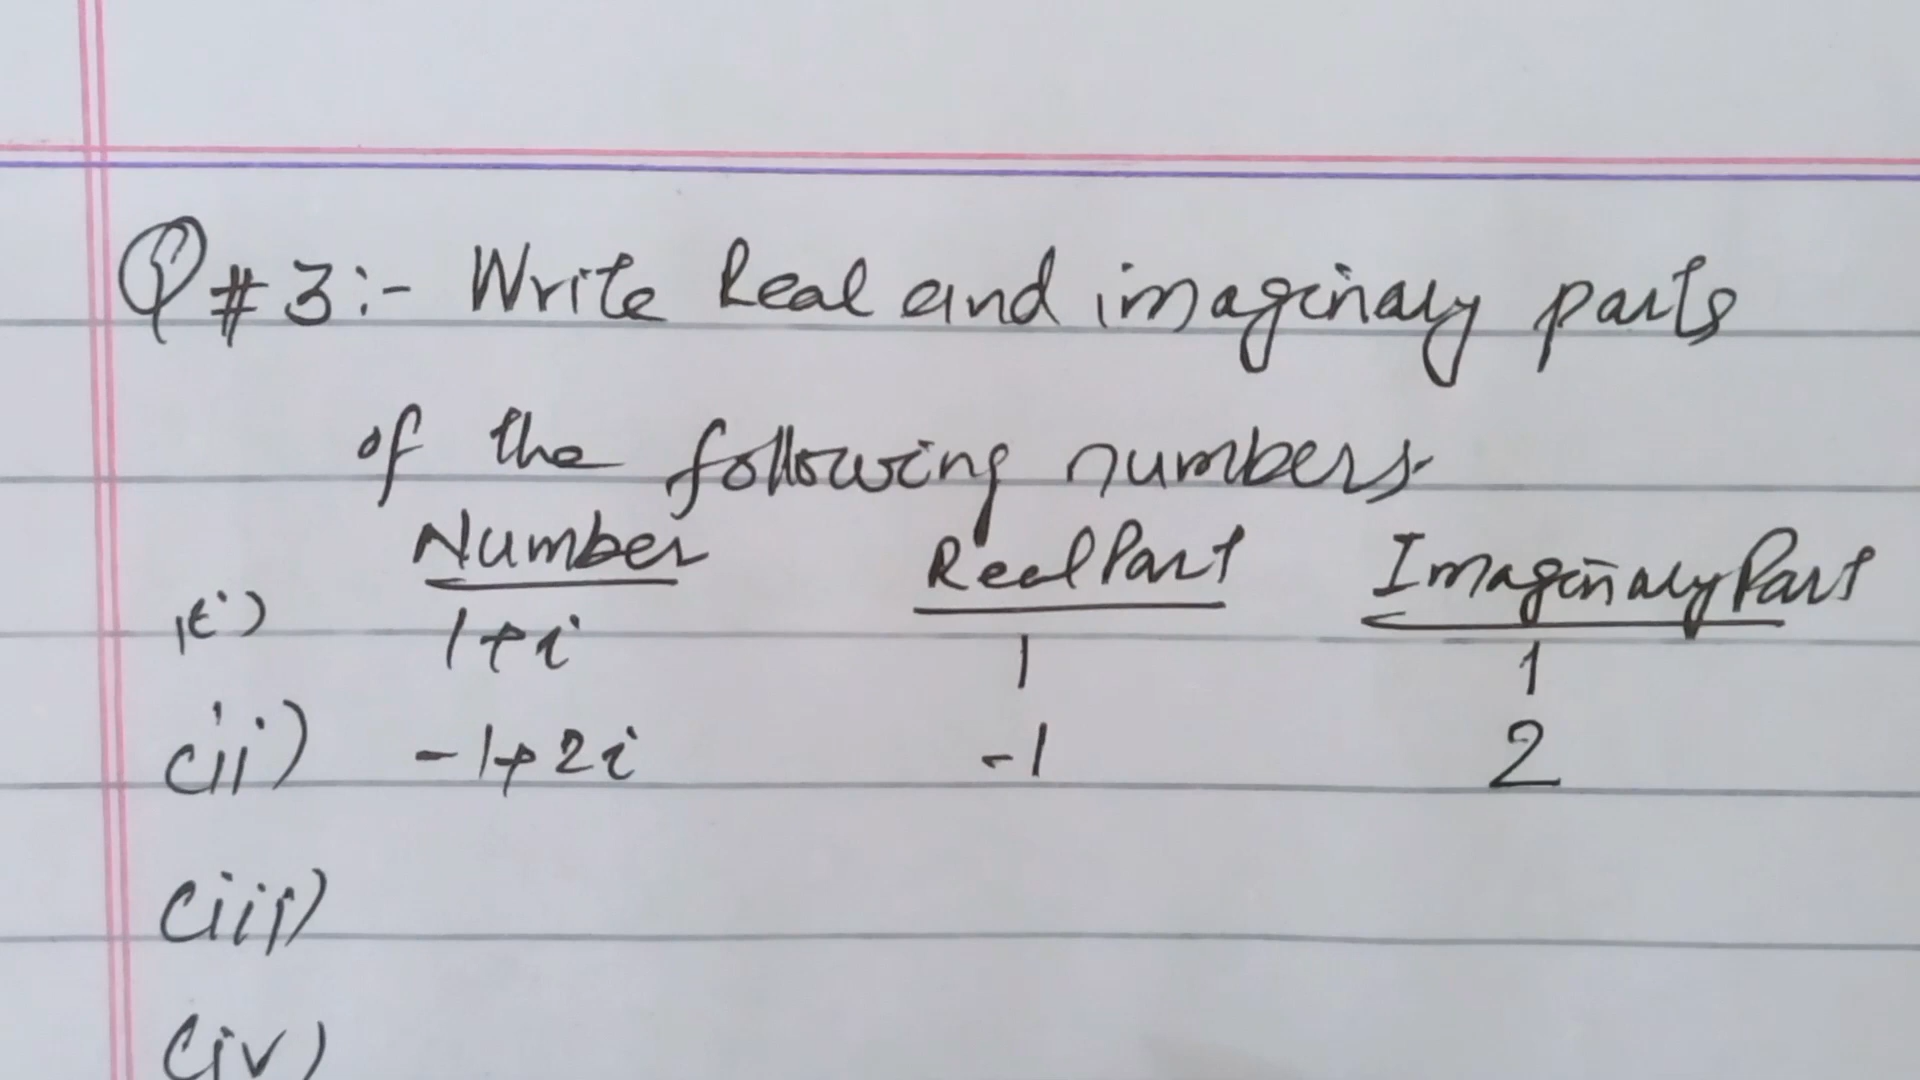 Q#3:- Write Real and imaginary parts
of the following numbers.
Number Real Part Imaginary Part
(i) 1+i 1 1
(ii) -1+2i -1 2
(iii)
(iv)